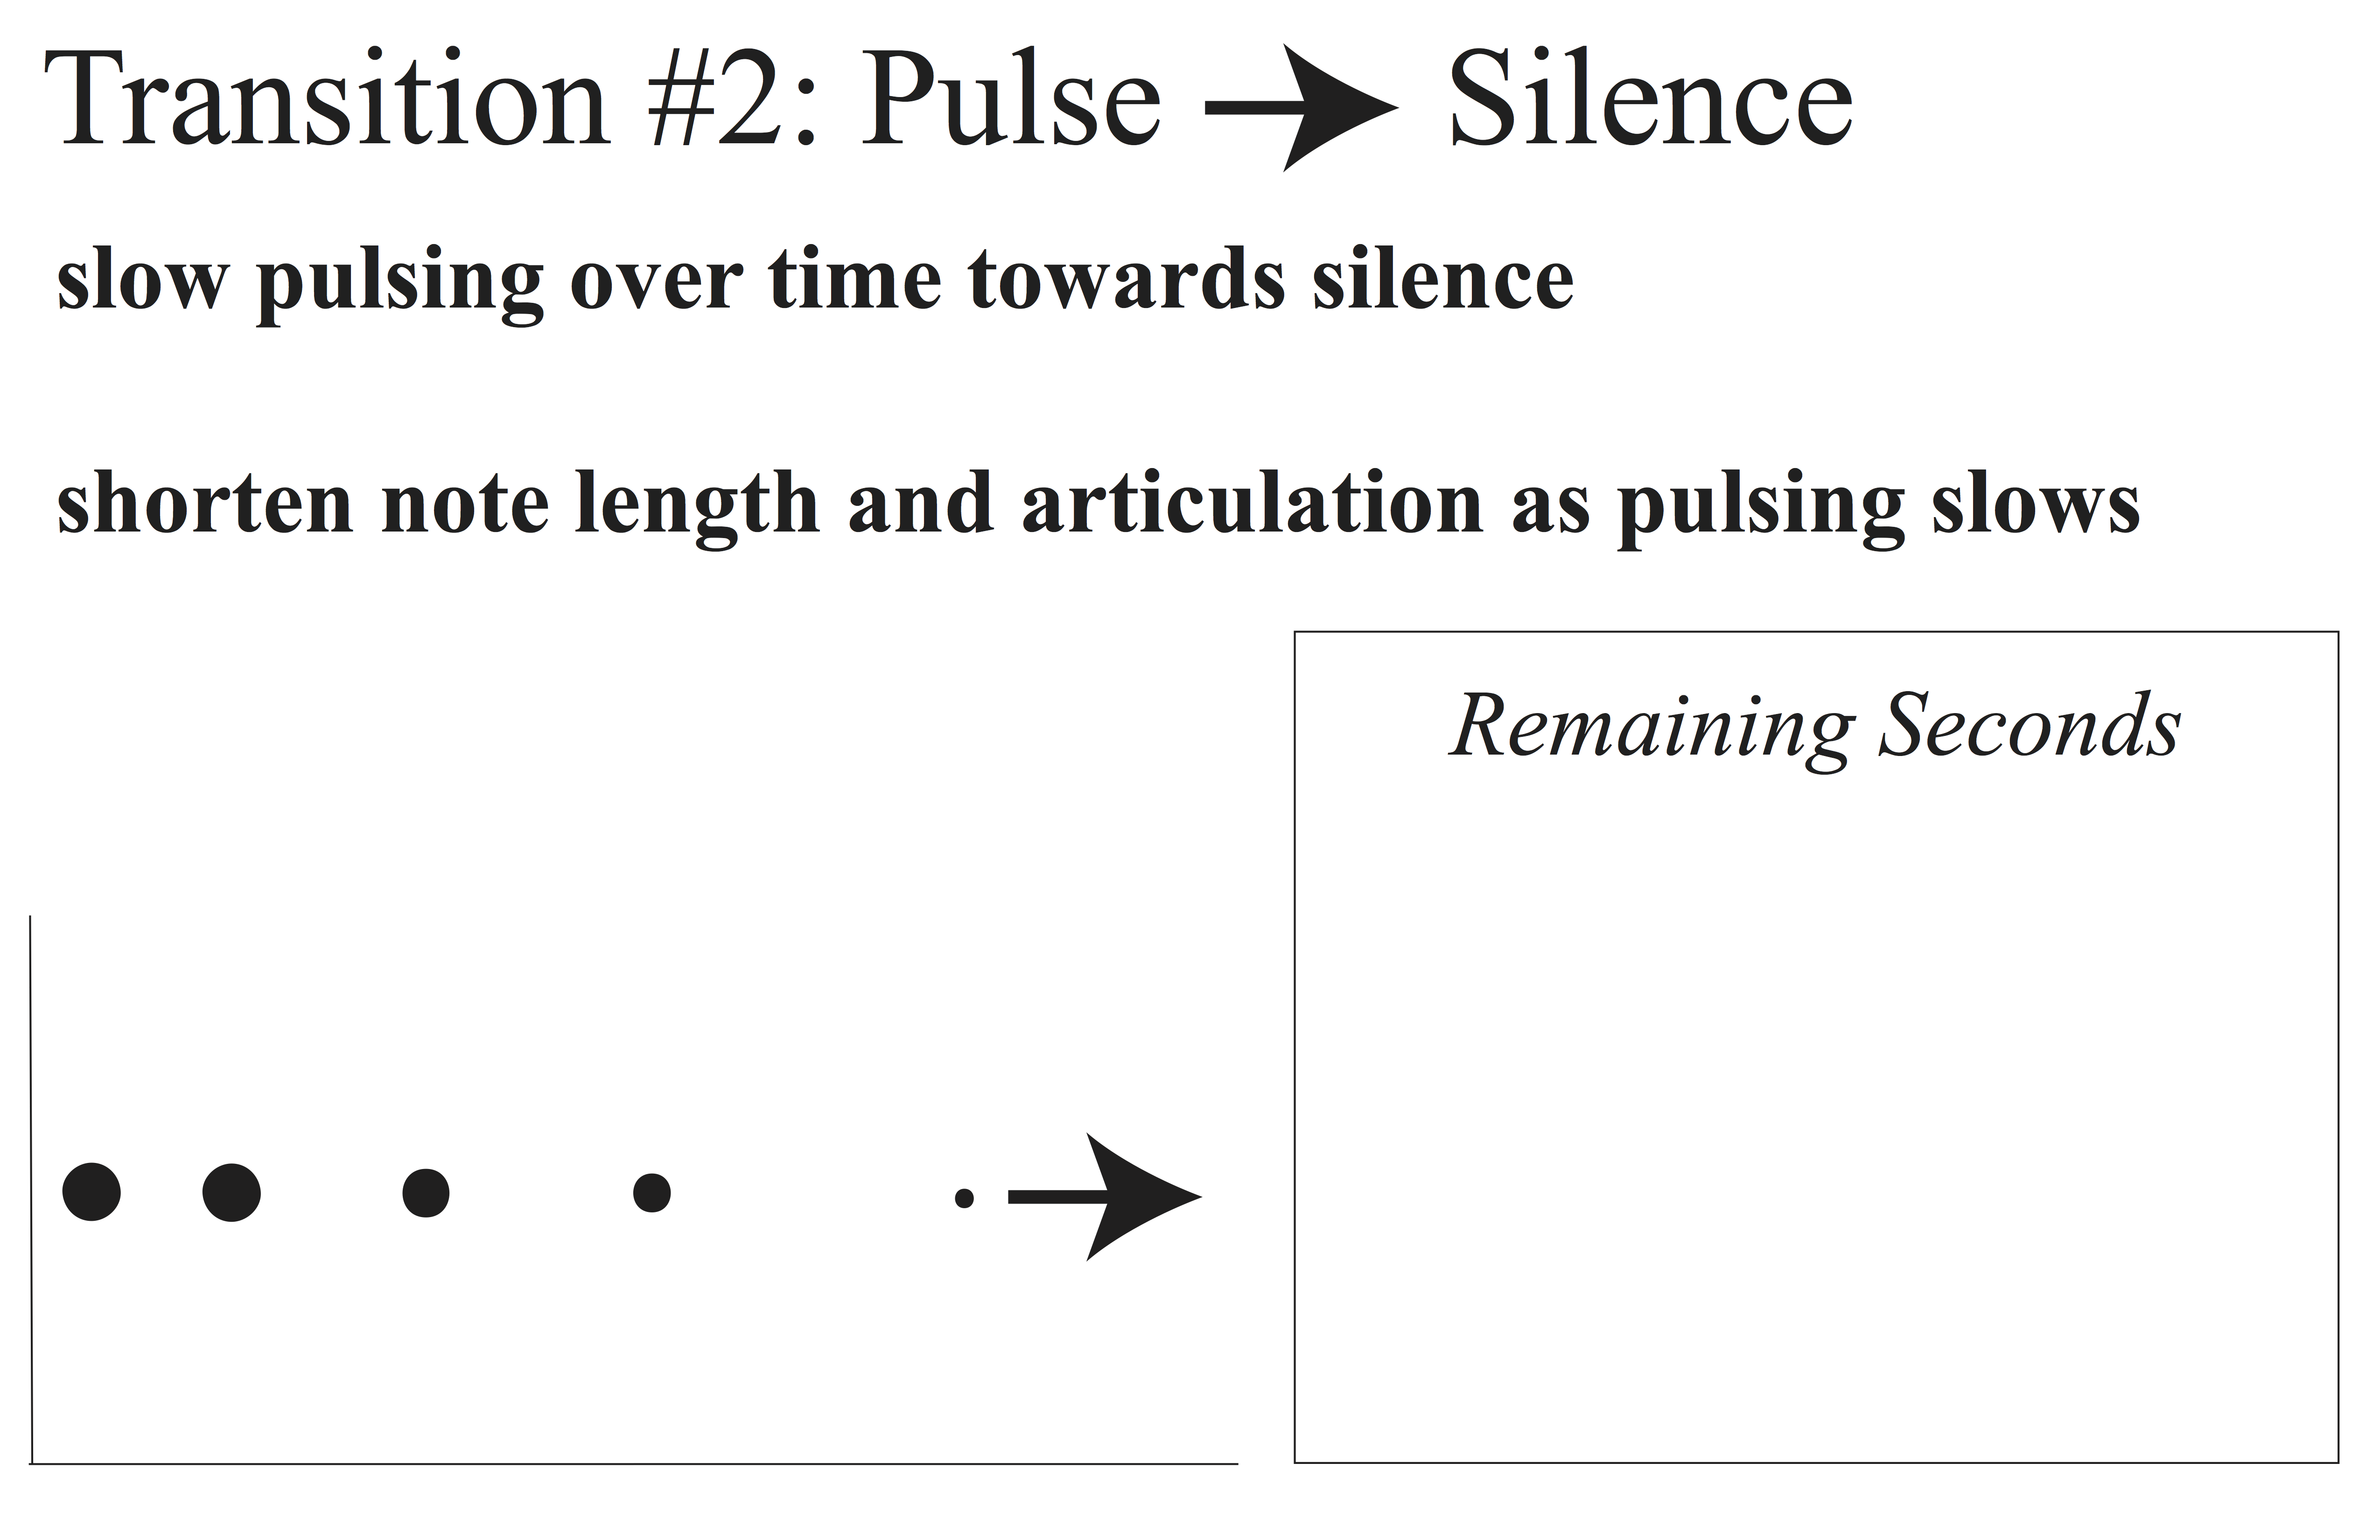 Transition #2: Pulse → Silence
slow pulsing over time towards silence
shorten note length and articulation as pulsing slows
Remaining Seconds